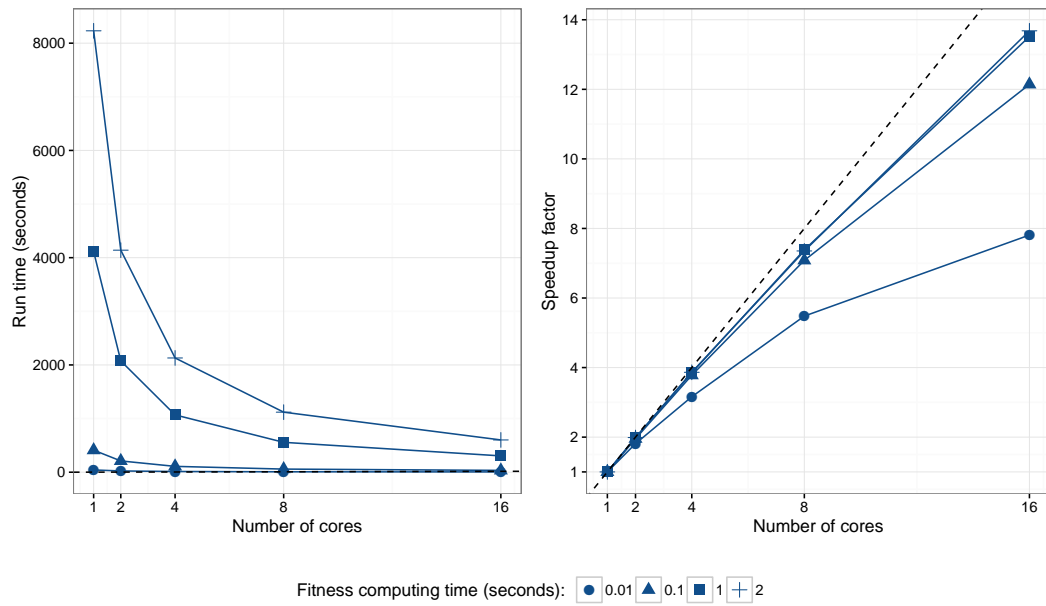 8000
6000
4000
2000
0
Run time (seconds)
1 2 4 8 16
Number of cores
14
12
10
8
6
4
2
1
Speedup factor
1 2 4 8 16
Number of cores
Fitness computing time (seconds): 0.01 0.1 1 2